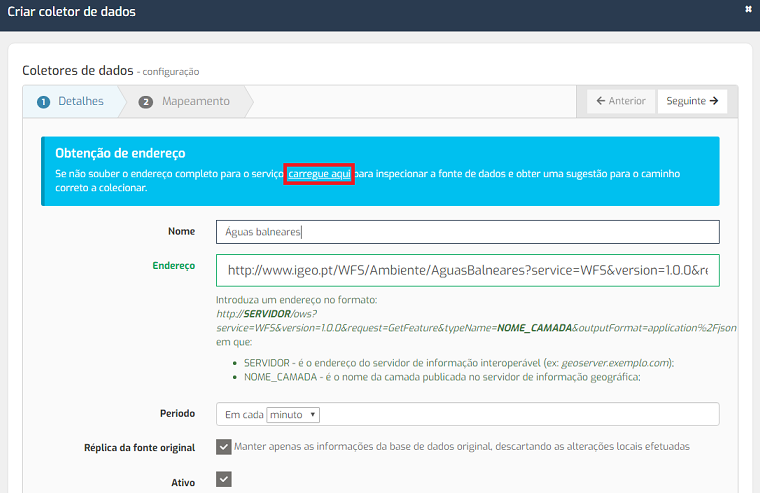 Criar coletor de dados
Coletores de dados - configuração
1 Detalhes 2 Mapeamento Anterior Seguinte
Obtenção de endereço
Se não souber o endereço completo para o serviço carregue aqui para inspecionar a fonte de dados e obter uma sugestão para o caminho
correto a colecionar.
Nome Águas balneares
Endereço http://www.igeo.pt/WFS/Ambiente/AguasBalneares?service=WFS&version=1.0.0&re
Introduza um endereço no formato:
http://SERVIDOR/ows?
service=WFS&version=1.0.0&request=GetFeature&typeName=NOME_CAMADA&outputFormat=application%2Fjson
em que:
SERVIDOR - é o endereço do servidor de informação interoperável (ex: geoserver.exemplo.com);
NOME_CAMADA - é o nome da camada publicada no servidor de informação geográfica;
Periodo Em cada minuto
Réplica da fonte original Manter apenas as informações da base de dados original, descartando as alterações locais efetuadas
Ativo